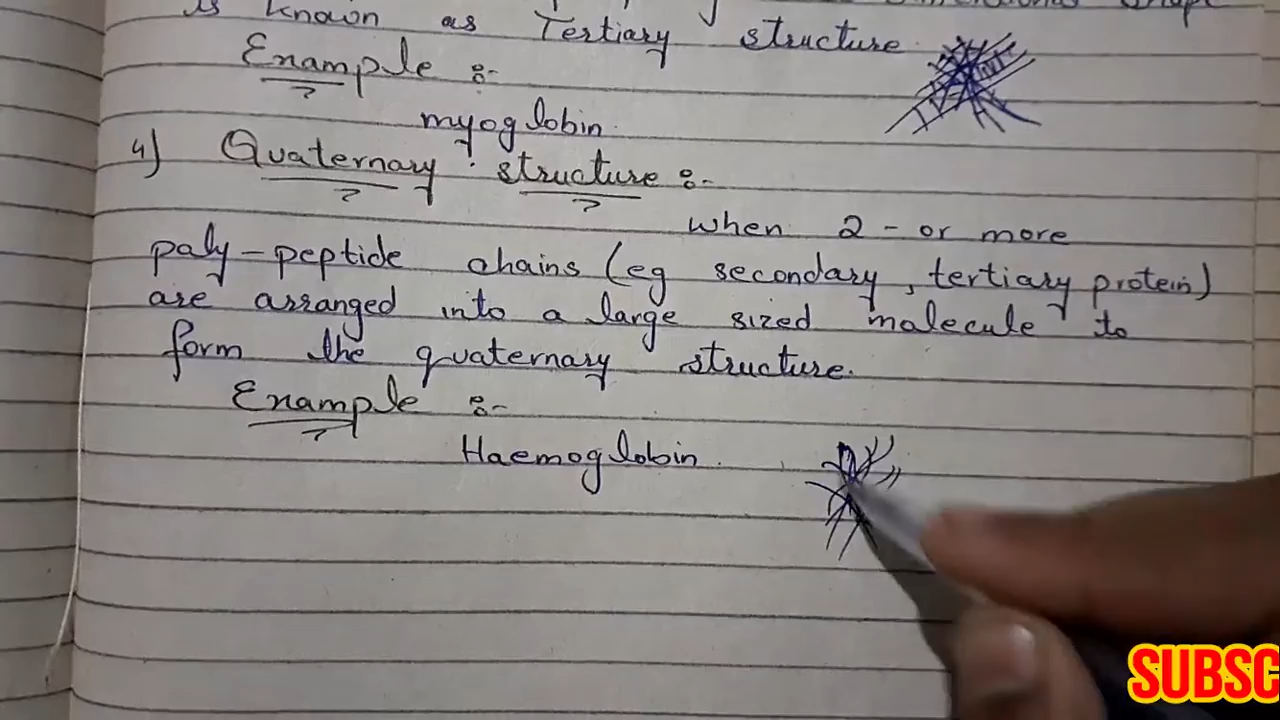 is known as Tertiary structure.
Example :-
myoglobin.
4) Quaternary structure :-
When 2-or more
paly-peptide chains (eg secondary, tertiary protein)
are arranged into a large sized molecule to
form the quaternary structure.
Example :-
Haemoglobin.
SUBSC